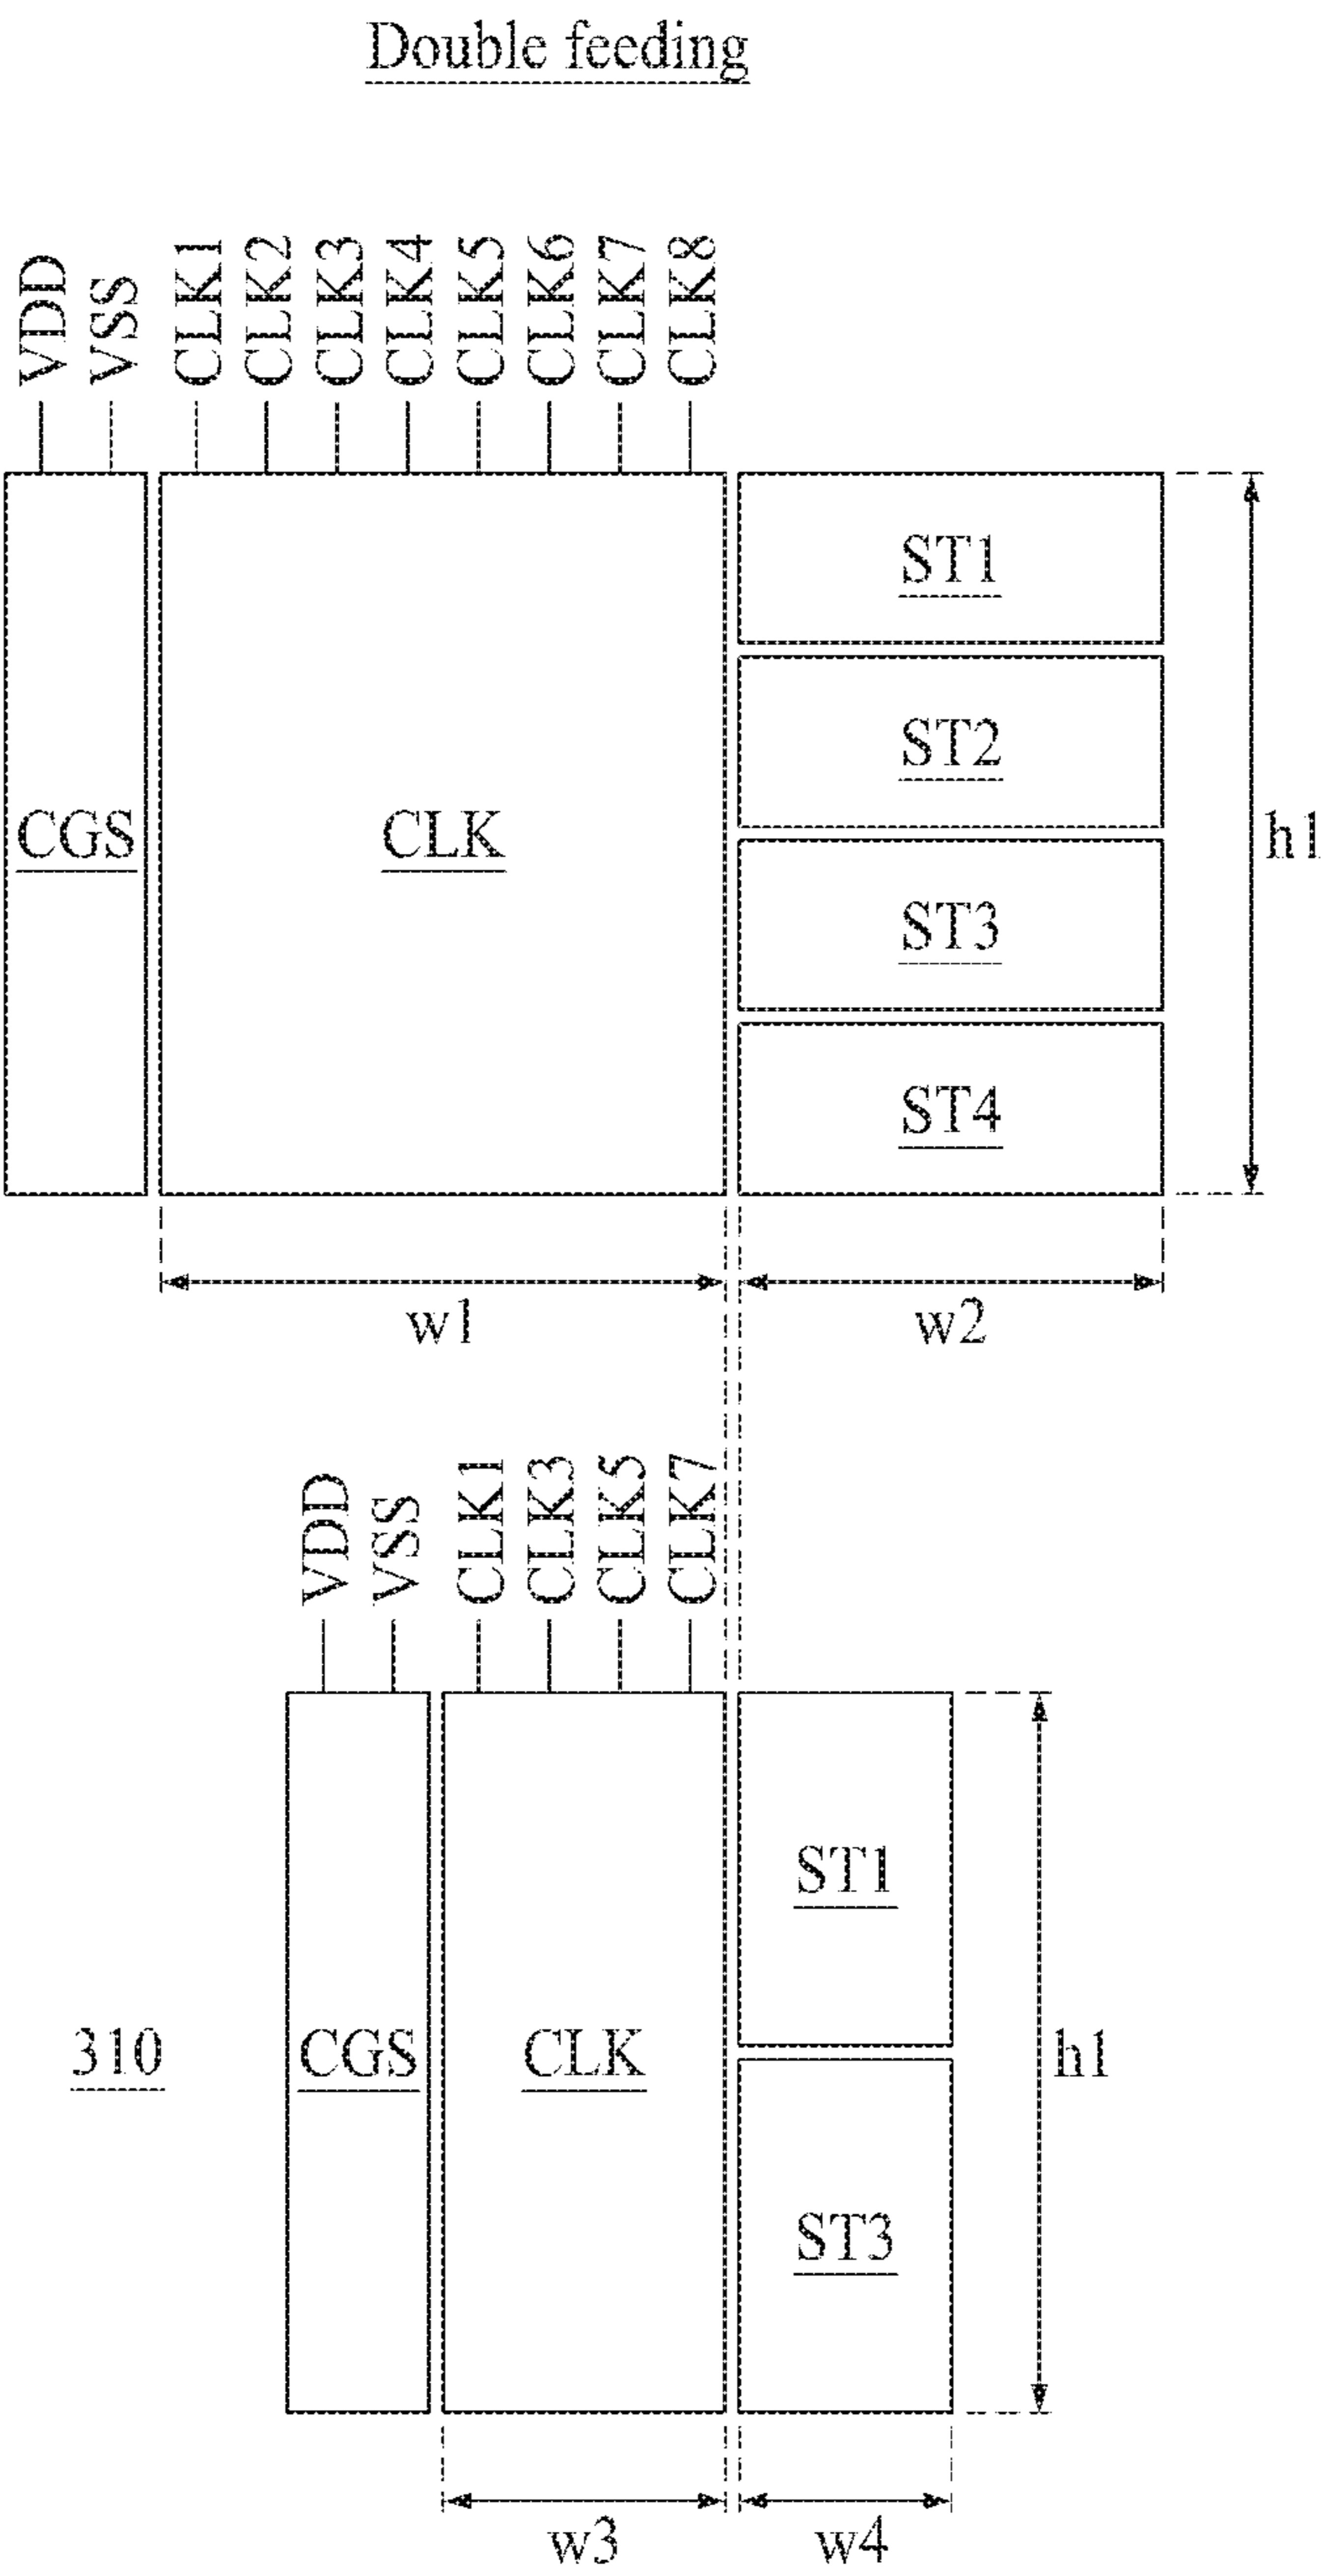 Double feeding
VDD
VSS
CLK1
CLK2
CLK3
CLK4
CLK5
CLK6
CLK7
CLK8
CGS
CLK
ST1
ST2
ST3
ST4
h1
w1
w2
VDD
VSS
CLK1
CLK3
CLK5
CLK7
310
CGS
CLK
ST1
ST3
h1
w3
w4